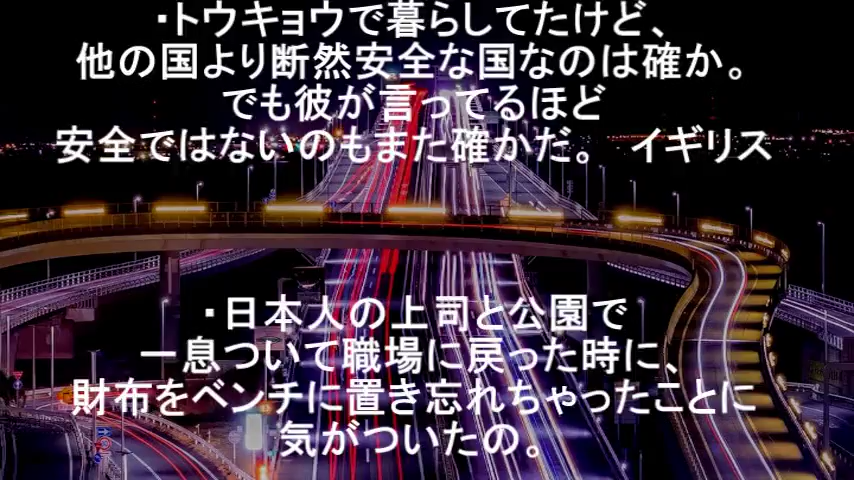 ・トウキョウで暮らしてたけど、
他の国より断然安全な国なのは確か。
でも彼が言ってるほど
安全ではないのもまた確かだ。 イギリス
・日本人の上司と公園で
一息ついて職場に戻った時に、
財布をベンチに置き忘れちゃったことに
気がついたの。